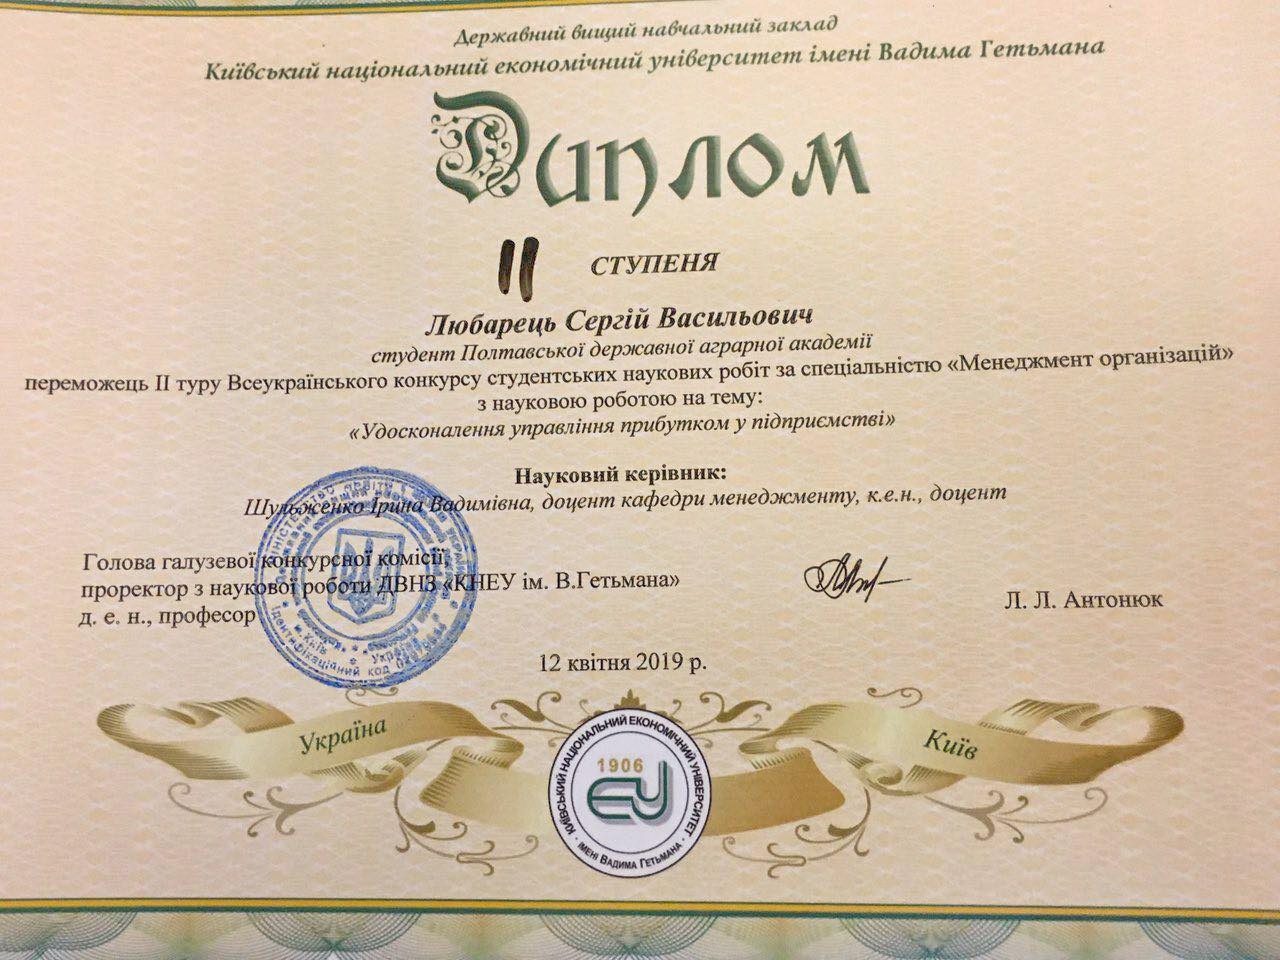 Державний вищий навчальний заклад
Київський національний економічний університет імені Вадима Гетьмана
Диплом
II СТУПЕНЯ
Любарець Сергій Васильович
студент Полтавської державної аграрної академії
переможець II туру Всеукраїнського конкурсу студентських наукових робіт за спеціальністю «Менеджмент організацій»
з науковою роботою на тему:
«Удосконалення управління прибутком у підприємстві»
Науковий керівник:
Шульженко Ірина Вадимівна, доцент кафедри менеджменту, к.е.н., доцент
Голова галузевої конкурсної комісії,
проректор з наукової роботи ДВНЗ «КНЕУ ім. В.Гетьмана»
д. е. н., професор
Л. Л. Антонюк
Ідентифікаційний код
м.Київ * Україна
12 квітня 2019 р.
Україна
Київ
КИЇВСЬКИЙ НАЦІОНАЛЬНИЙ ЕКОНОМІЧНИЙ УНІВЕРСИТЕТ
1906
ІМЕНІ ВАДИМА ГЕТЬМАНА